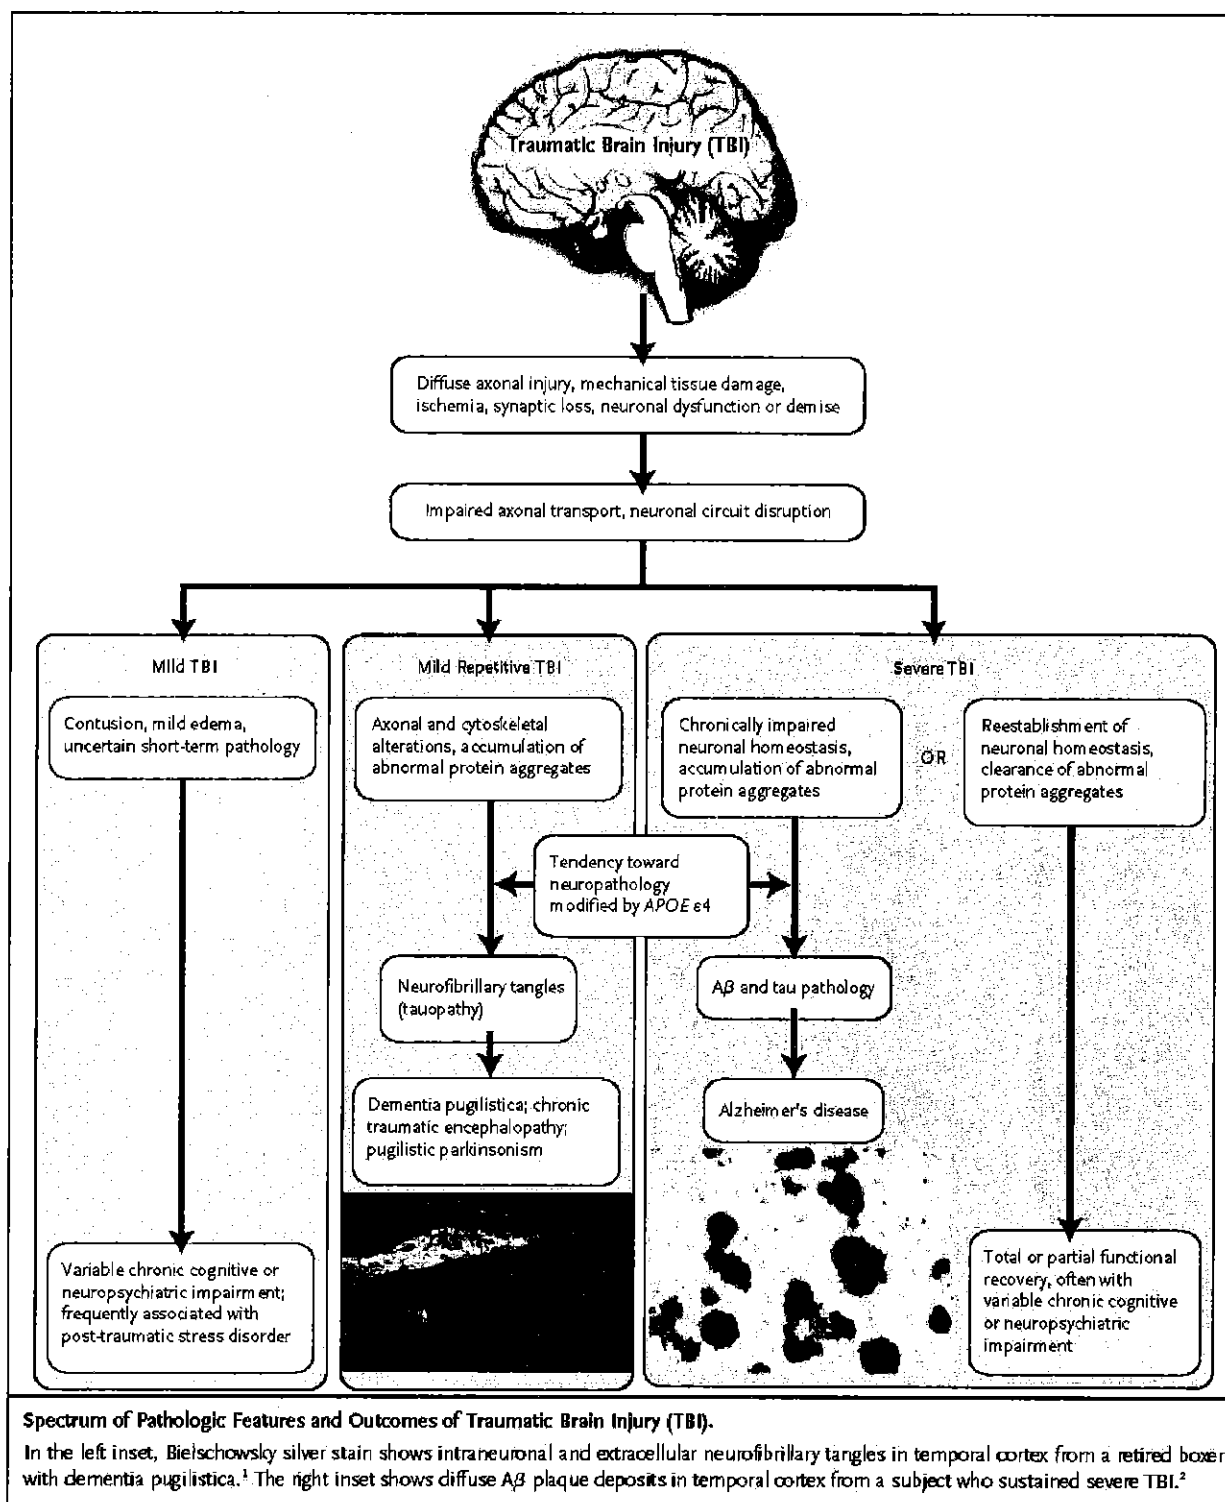 Traumatic Brain Injury (TBI)
Diffuse axonal injury, mechanical tissue damage,
ischemia, synaptic loss, neuronal dysfunction or demise
Impaired axonal transport, neuronal circuit disruption
Mild TBI
Contusion, mild edema,
uncertain short-term pathology
Variable chronic cognitive or
neuropsychiatric impairment;
frequently associated with
post-traumatic stress disorder
Mild Repetitive TBI
Axonal and cytoskeletal
alterations, accumulation of
abnormal protein aggregates
Tendency toward
neuropathology
modified by APOE ε4
Neurofibrillary tangles
(tauopathy)
Dementia pugilistica; chronic
traumatic encephalopathy;
pugilistic parkinsonism
Severe TBI
Chronically impaired
neuronal homeostasis,
accumulation of abnormal
protein aggregates
OR
Reestablishment of
neuronal homeostasis,
clearance of abnormal
protein aggregates
Aβ and tau pathology
Alzheimer's disease
Total or partial functional
recovery, often with
variable chronic cognitive
or neuropsychiatric
impairment
Spectrum of Pathologic Features and Outcomes of Traumatic Brain Injury (TBI).
In the left inset, Bielschowsky silver stain shows intraneuronal and extracellular neurofibrillary tangles in temporal cortex from a retired boxer
with dementia pugilistica.¹ The right inset shows diffuse Aβ plaque deposits in temporal cortex from a subject who sustained severe TBI.²